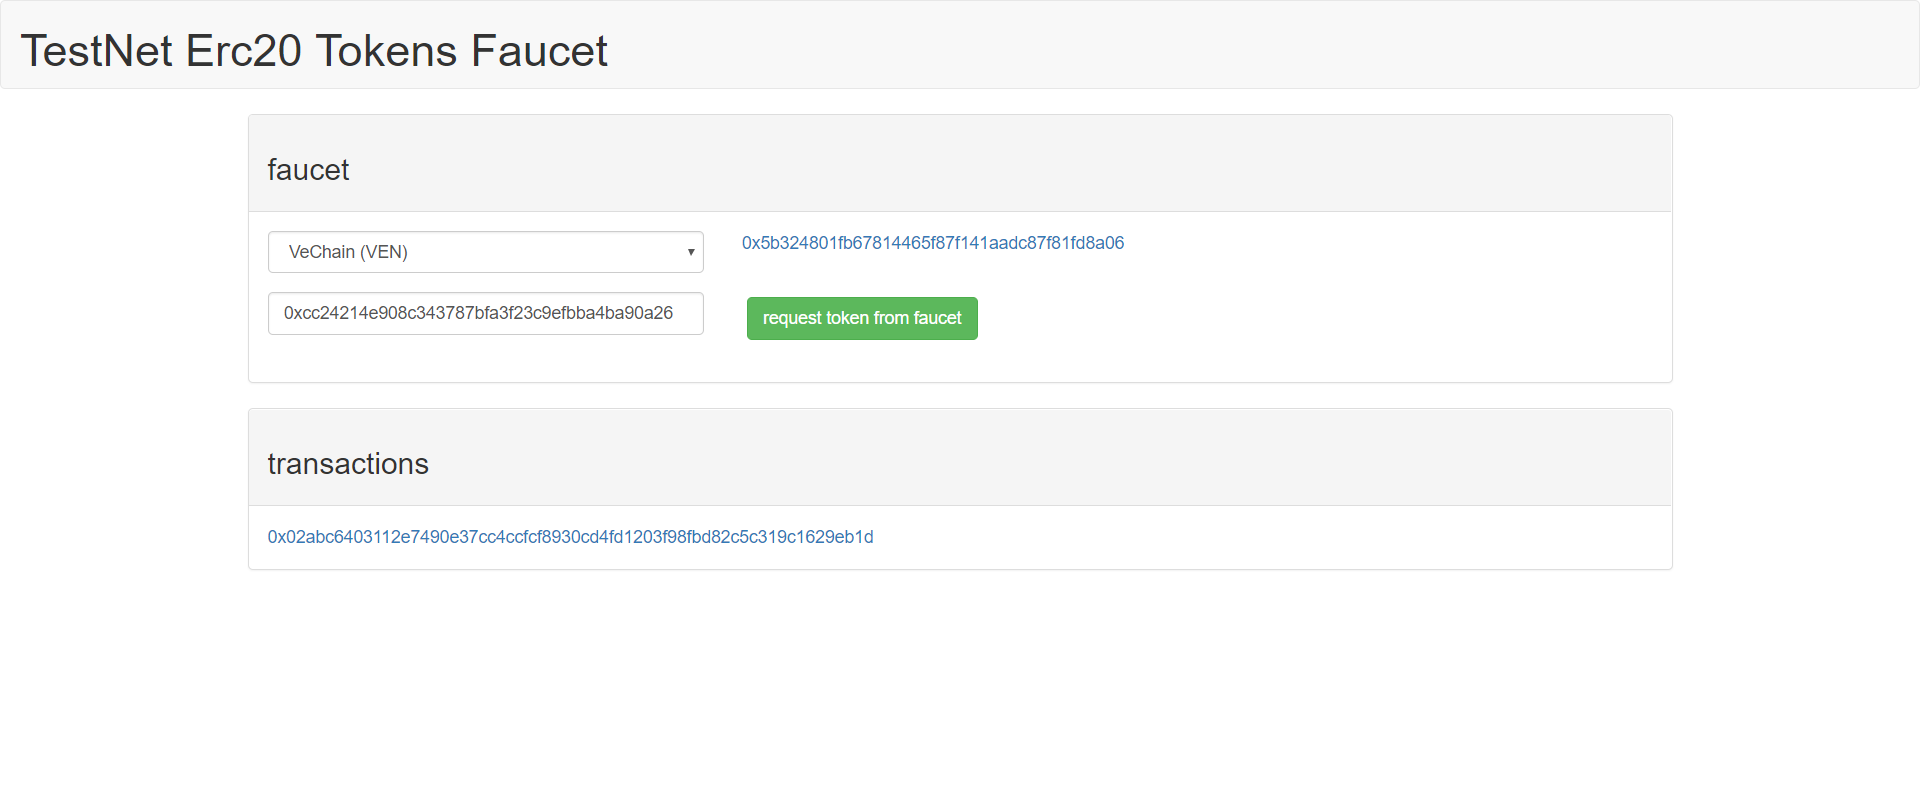 TestNet Erc20 Tokens Faucet
faucet
VeChain (VEN)
0x5b324801fb67814465f87f141aadc87f81fd8a06
0xcc24214e908c343787bfa3f23c9efbba4ba90a26
request token from faucet
transactions
0x02abc6403112e7490e37cc4ccfcf8930cd4fd1203f98fbd82c5c319c1629eb1d